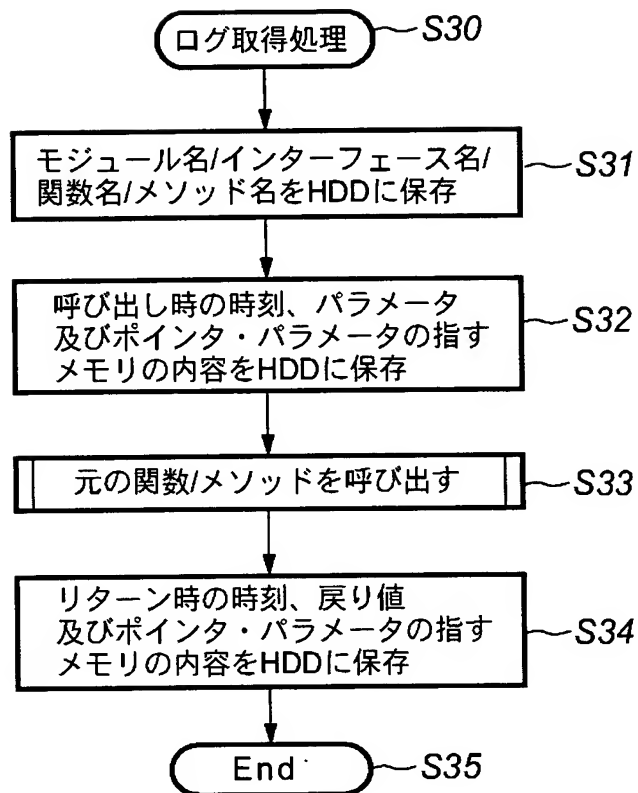 ログ取得処理
S30
モジュール名/インターフェース名/
関数名/メソッド名をHDDに保存
S31
呼び出し時の時刻、パラメータ
及びポインタ・パラメータの指す
メモリの内容をHDDに保存
S32
元の関数/メソッドを呼び出す
S33
リターン時の時刻、戻り値
及びポインタ・パラメータの指す
メモリの内容をHDDに保存
S34
End
S35